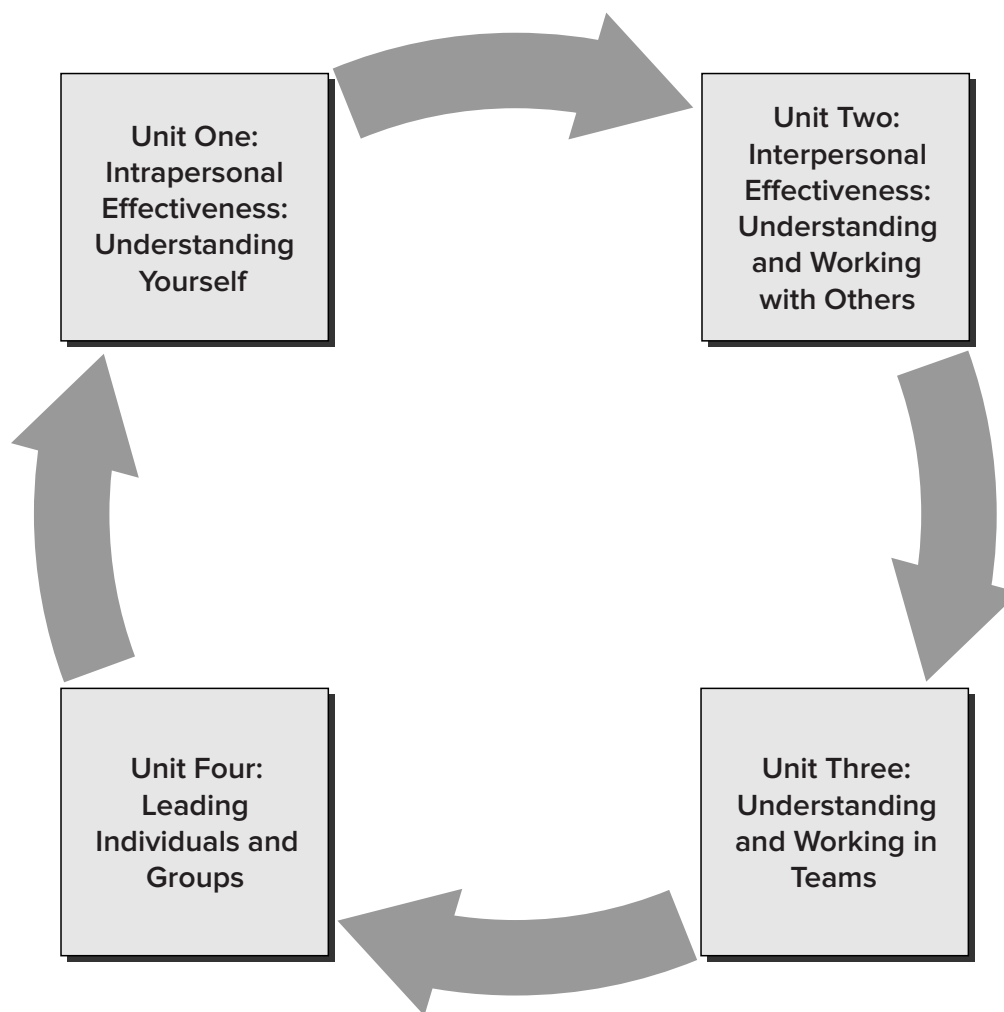 Unit One:
Intrapersonal
Effectiveness:
Understanding
Yourself
Unit Two:
Interpersonal
Effectiveness:
Understanding
and Working
with Others
Unit Three:
Understanding
and Working in
Teams
Unit Four:
Leading
Individuals and
Groups